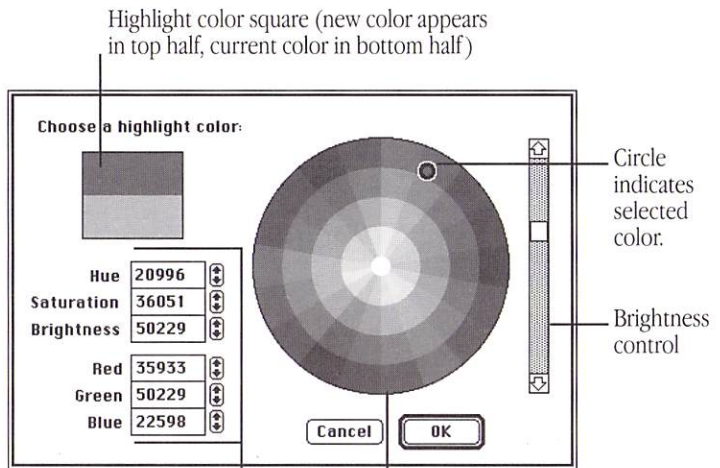 Highlight color square (new color appears
in top half, current color in bottom half)
Choose a highlight color:
Circle
indicates
selected
color.
Hue 20996
Saturation 36051
Brightness 50229
Brightness
control
Red 35933
Green 50229
Blue 22598
Cancel
OK